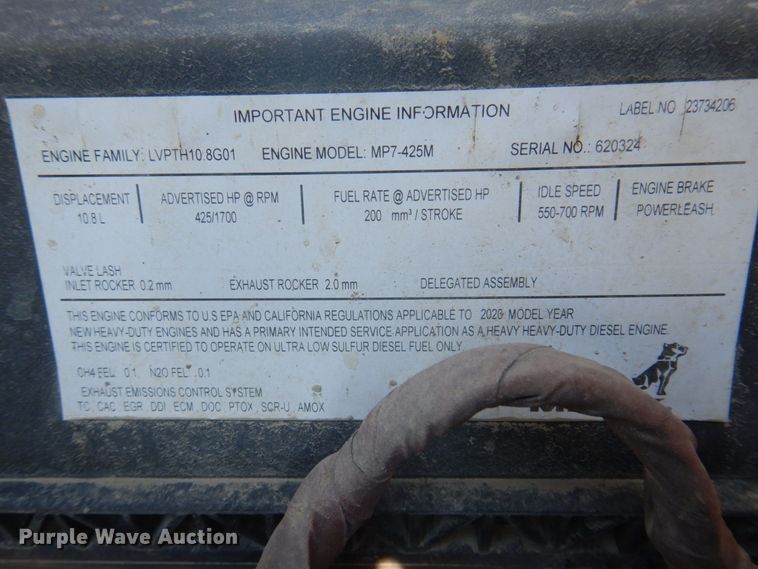 IMPORTANT ENGINE INFORMATION LABEL NO 23734206
ENGINE FAMILY: LVPTH10.8G01 ENGINE MODEL: MP7-425M SERIAL NO.: 620324
DISPLACEMENT ADVERTISED HP @ RPM FUEL RATE @ ADVERTISED HP IDLE SPEED ENGINE BRAKE
10.8 L 425/1700 200 mm³ / STROKE 550-700 RPM POWERLEASH
VALVE LASH
INLET ROCKER 0.2 mm EXHAUST ROCKER 2.0 mm DELEGATED ASSEMBLY
THIS ENGINE CONFORMS TO U.S EPA AND CALIFORNIA REGULATIONS APPLICABLE TO 2020 MODEL YEAR
NEW HEAVY-DUTY ENGINES AND HAS A PRIMARY INTENDED SERVICE APPLICATION AS A HEAVY HEAVY-DUTY DIESEL ENGINE.
THIS ENGINE IS CERTIFIED TO OPERATE ON ULTRA LOW SULFUR DIESEL FUEL ONLY
CH4 FEL 0.1 N2O FEL 0.1
EXHAUST EMISSIONS CONTROL SYSTEM
TC, CAC, EGR, DDI, ECM, DOC, PTOX, SCR-U, AMOX
Purple Wave Auction